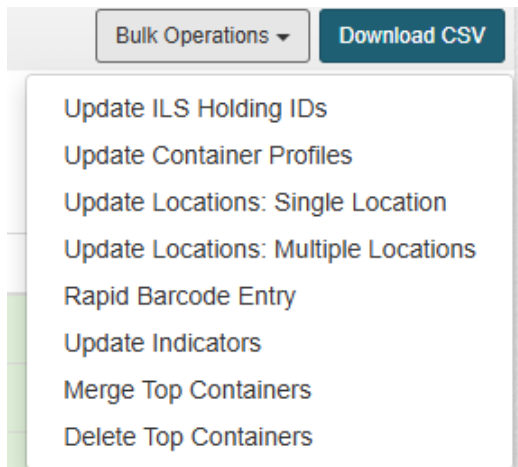 Bulk Operations
Download CSV
Update ILS Holding IDs
Update Container Profiles
Update Locations: Single Location
Update Locations: Multiple Locations
Rapid Barcode Entry
Update Indicators
Merge Top Containers
Delete Top Containers